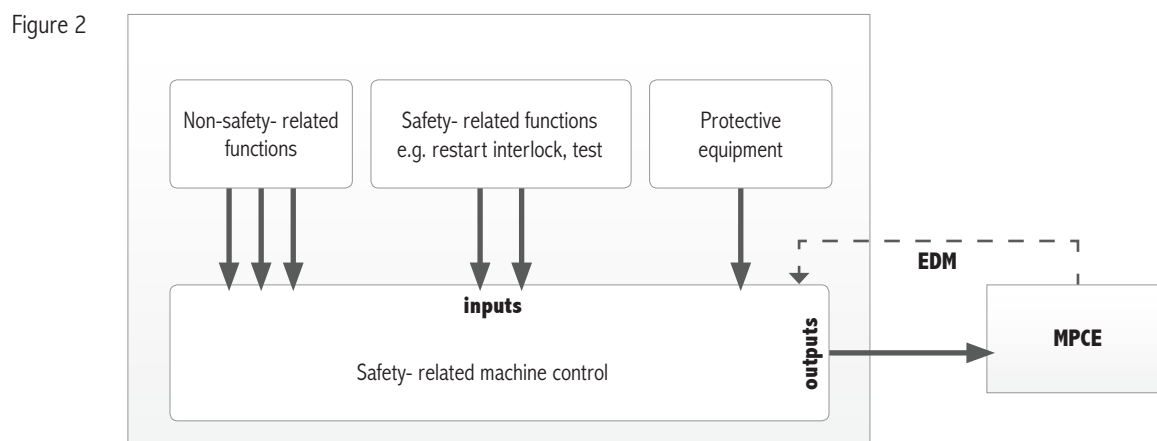 Figure 2
Non-safety- related
functions
Safety- related functions
e.g. restart interlock, test
Protective
equipment
EDM
inputs
outputs
MPCE
Safety- related machine control